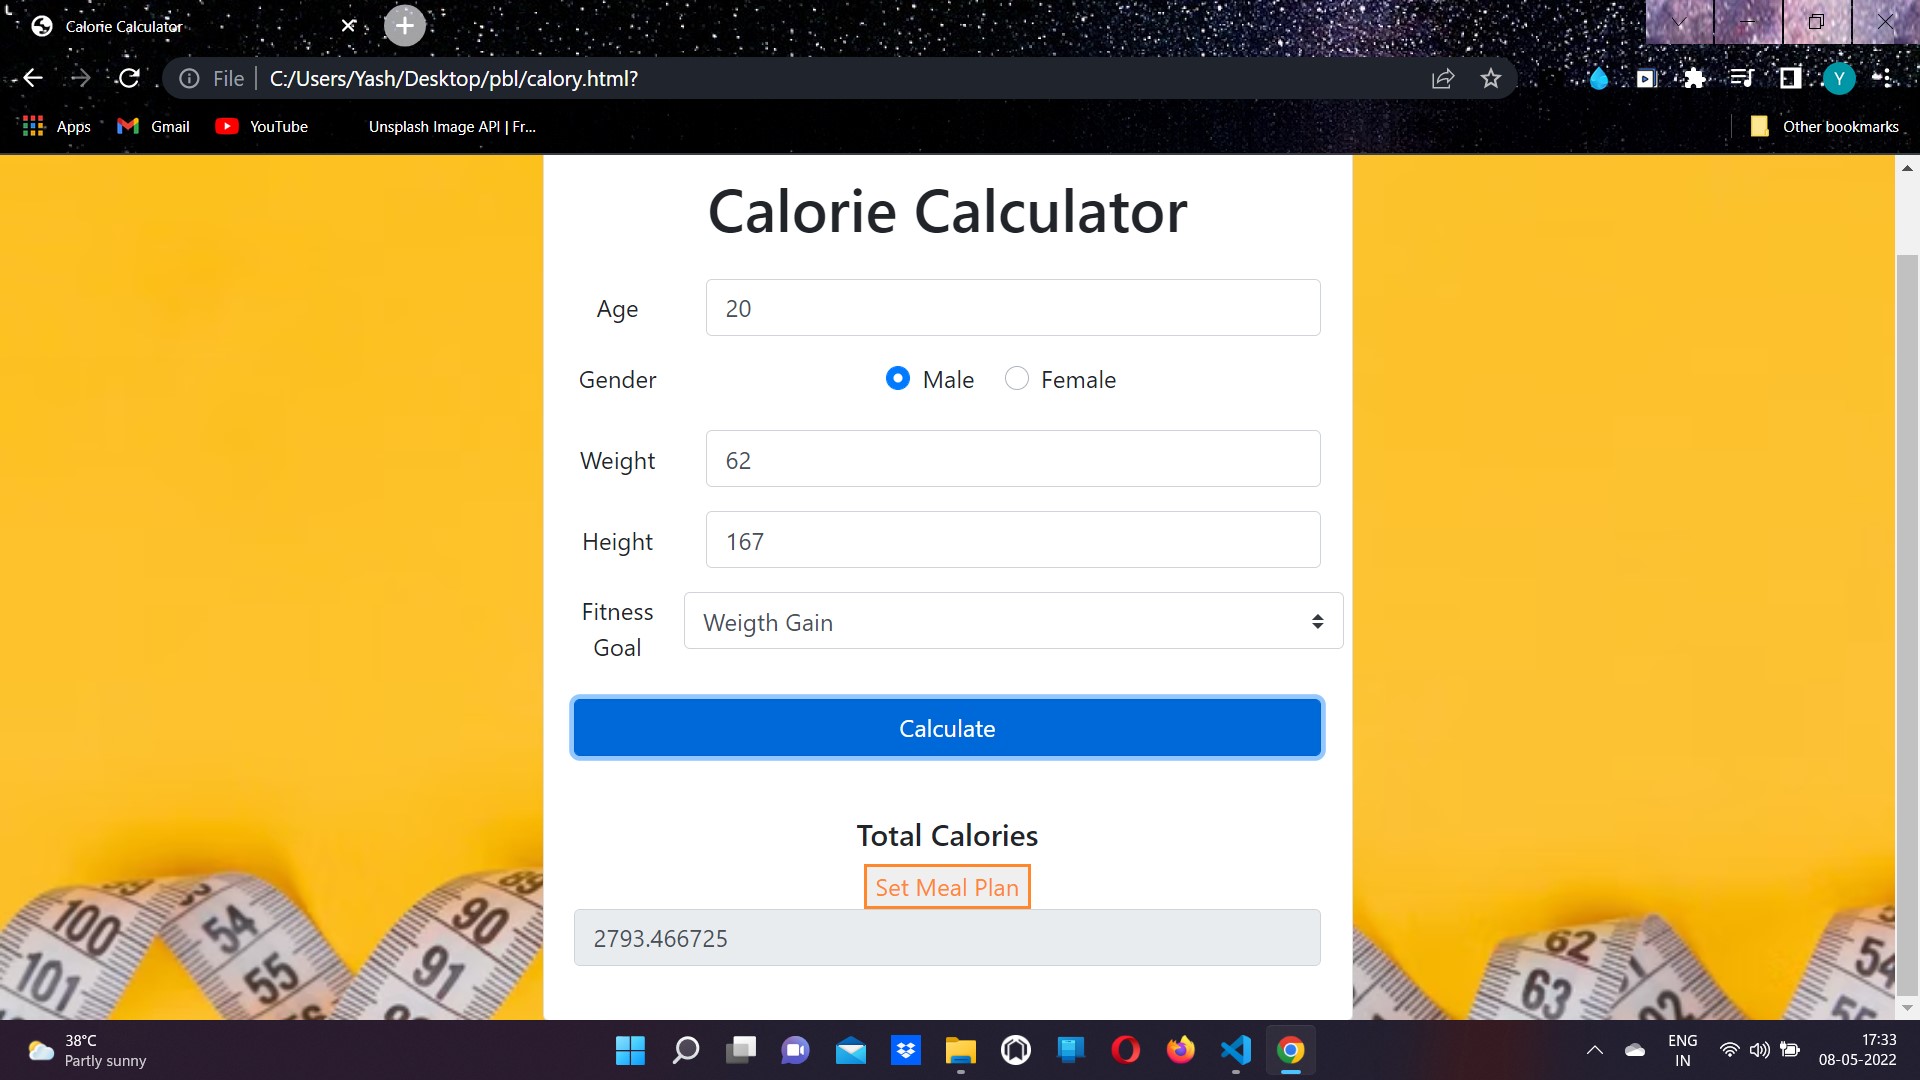 Calorie Calculator
File
C:/Users/Yash/Desktop/pbl/calory.html?
Y
Apps
Gmail
YouTube
Unsplash Image API | Fr...
Other bookmarks
Calorie Calculator
Age
20
Gender
Male
Female
Weight
62
Height
167
Fitness
Goal
Weigth Gain
Calculate
Total Calories
Set Meal Plan
2793.466725
100
101
54
55
89
90
91
62
63
54
38°C
Partly sunny
ENG
IN
17:33
08-05-2022